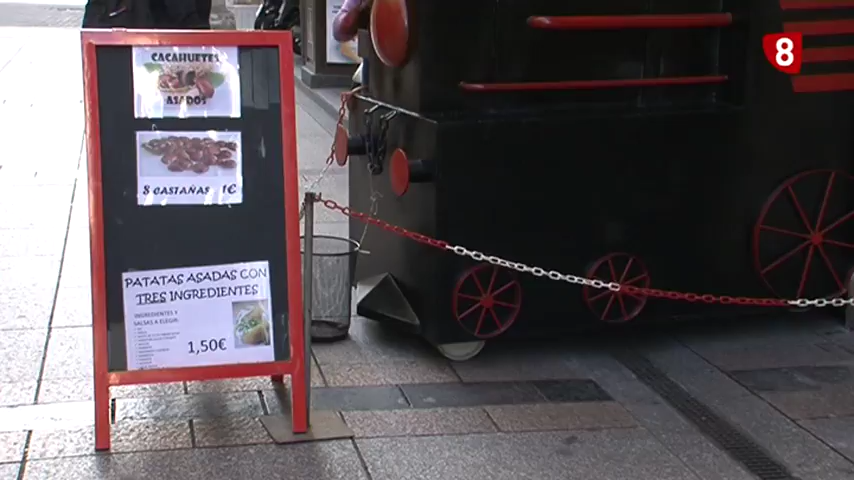 CACAHUETES
ASADOS
8 CASTAÑAS 1€
PATATAS ASADAS CON
TRES INGREDIENTES
INGREDIENTES Y
SALSAS A ELEGIR:
1,50€
8